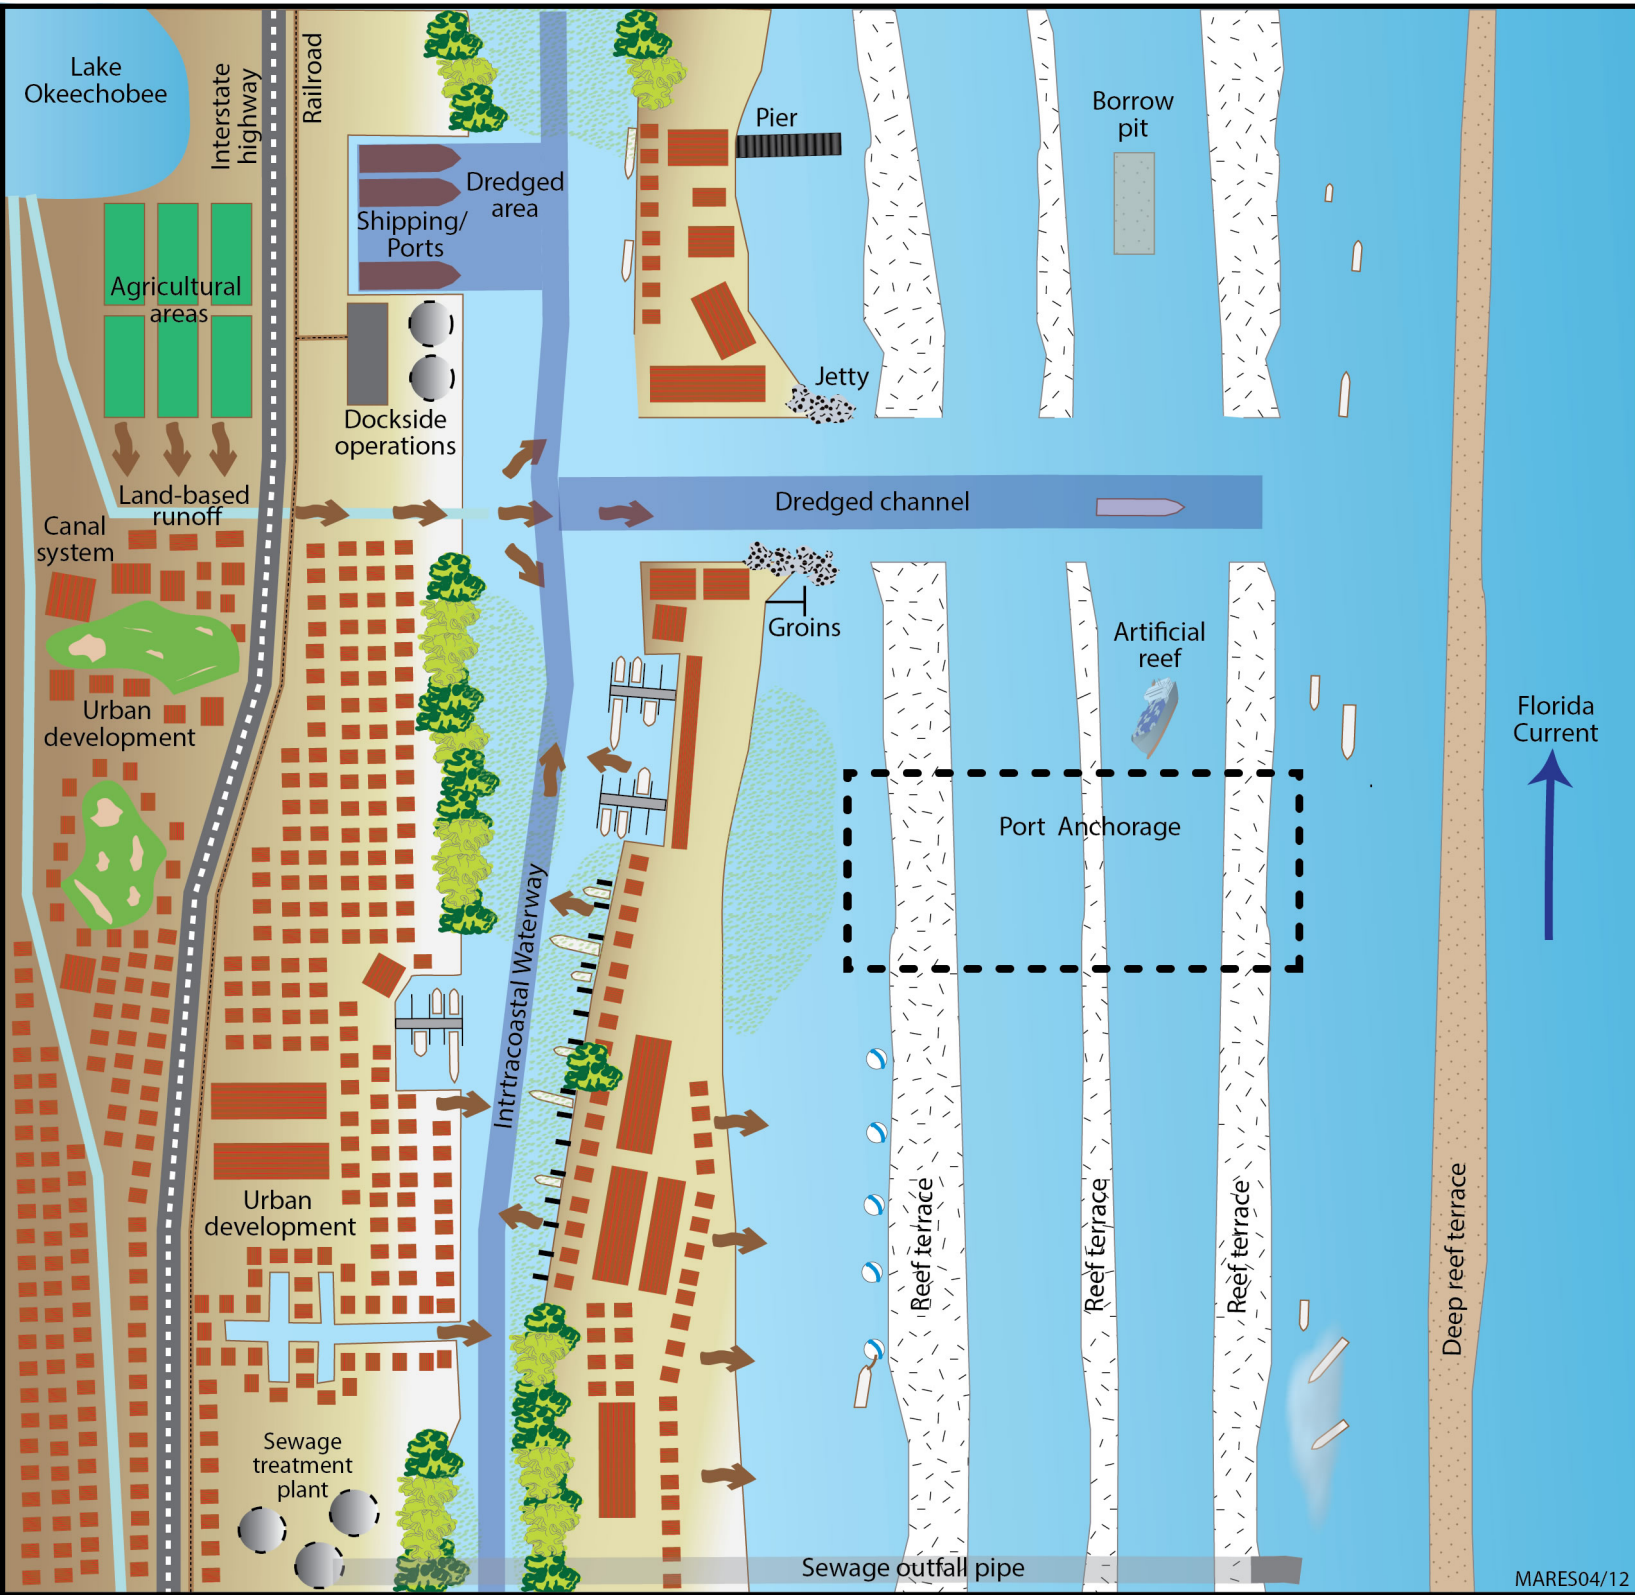 Lake
Okeechobee
Interstate
highway
Railroad
Pier
Borrow
pit
Dredged
area
Shipping/
Ports
Agricultural
areas
Jetty
Dockside
operations
Land-based
runoff
Dredged channel
Canal
system
Groins
Artificial
reef
Urban
development
Florida
Current
Port Anchorage
Intrtracoastal Waterway
Urban
development
Reef terrace
Reef terrace
Reef terrace
Deep reef terrace
Sewage
treatment
plant
Sewage outfall pipe
MARES04/12